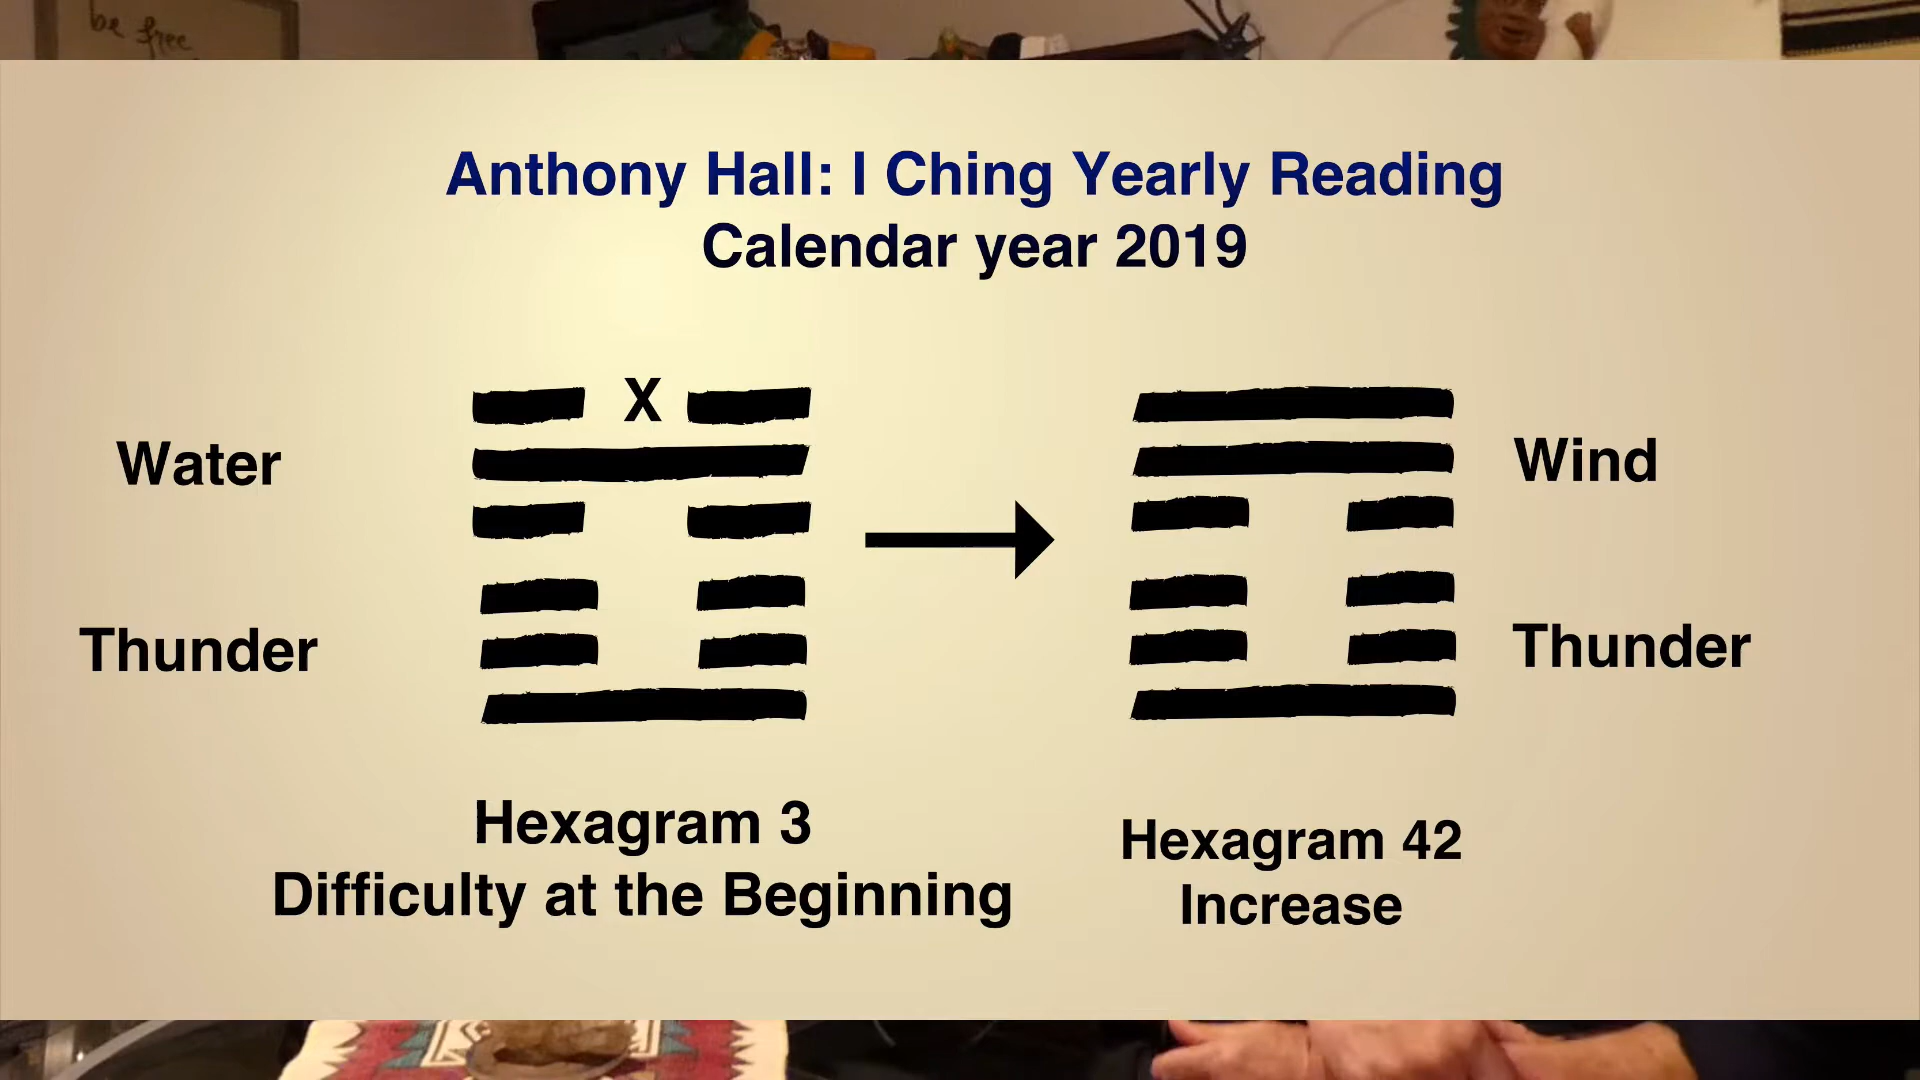 be free
Anthony Hall: I Ching Yearly Reading
Calendar year 2019
X
Water
Wind
Thunder
Thunder
Hexagram 3
Difficulty at the Beginning
Hexagram 42
Increase